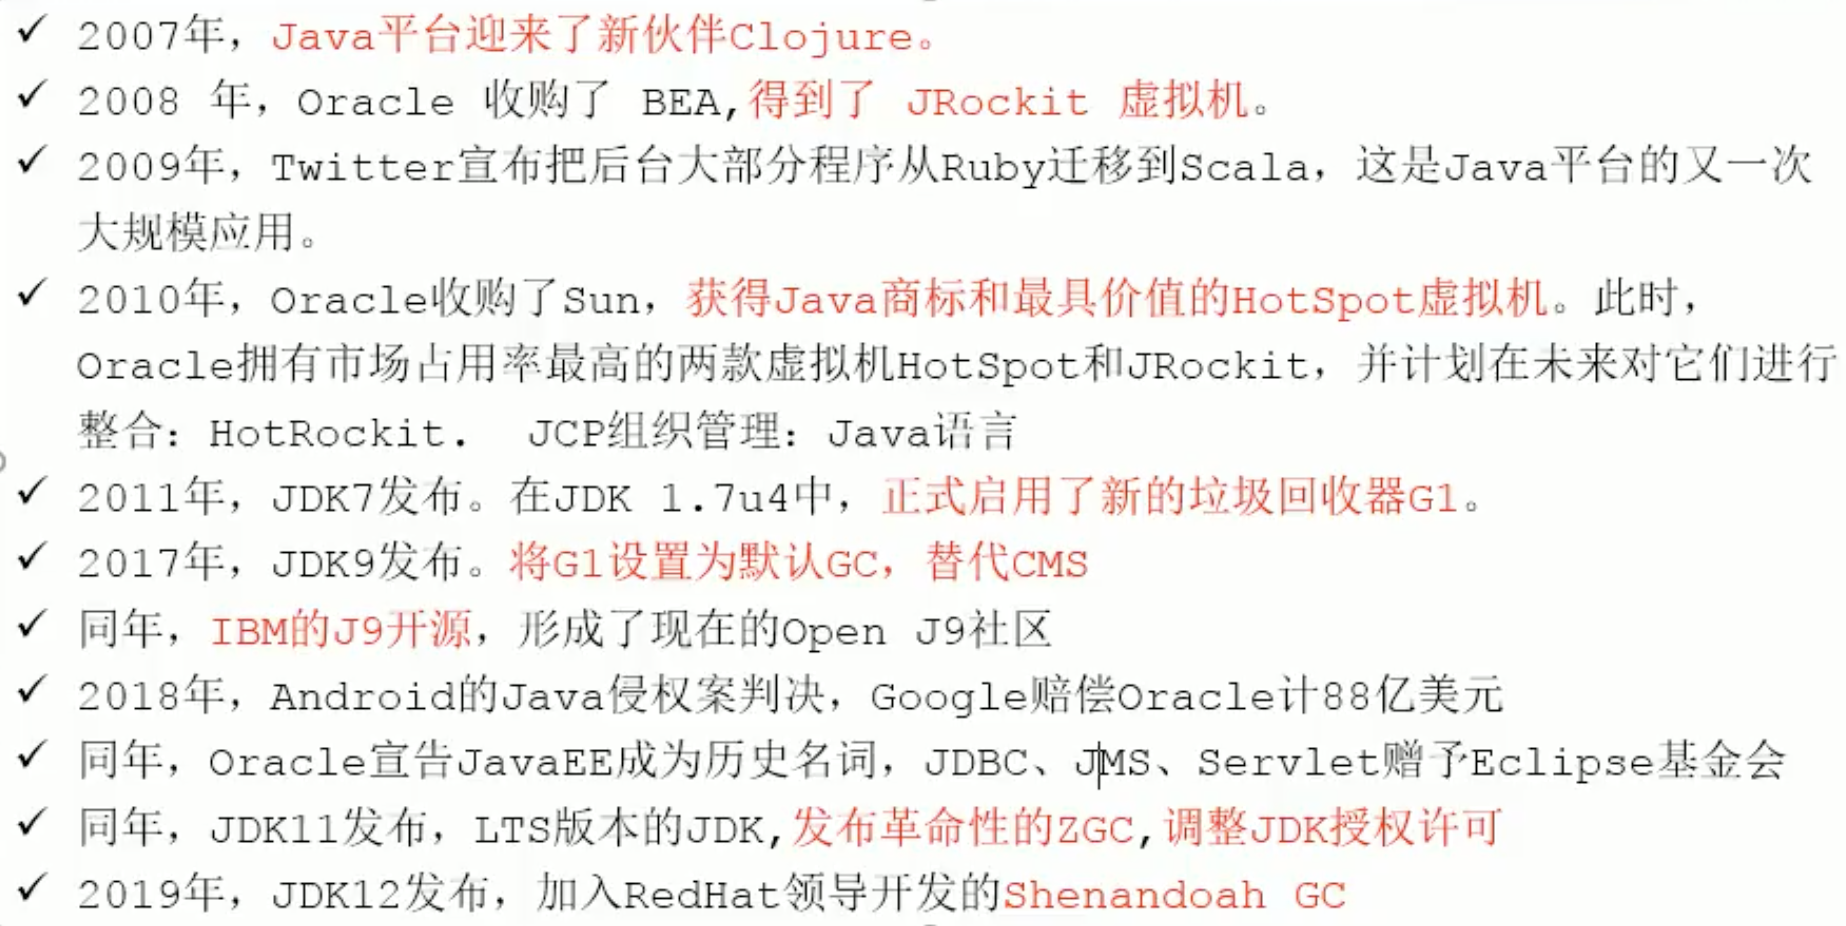 ✓ 2007年，Java平台迎来了新伙伴Clojure。
✓ 2008 年，Oracle 收购了 BEA,得到了 JRockit 虚拟机。
✓ 2009年，Twitter宣布把后台大部分程序从Ruby迁移到Scala，这是Java平台的又一次
大规模应用。
✓ 2010年，Oracle收购了Sun，获得Java商标和最具价值的HotSpot虚拟机。此时，
Oracle拥有市场占用率最高的两款虚拟机HotSpot和JRockit，并计划在未来对它们进行
整合：HotRockit. JCP组织管理：Java语言
✓ 2011年，JDK7发布。在JDK 1.7u4中，正式启用了新的垃圾回收器G1。
✓ 2017年，JDK9发布。将G1设置为默认GC，替代CMS
✓ 同年，IBM的J9开源，形成了现在的Open J9社区
✓ 2018年，Android的Java侵权案判决，Google赔偿Oracle计88亿美元
✓ 同年，Oracle宣告JavaEE成为历史名词，JDBC、JMS、Servlet赠予Eclipse基金会
✓ 同年，JDK11发布，LTS版本的JDK,发布革命性的ZGC,调整JDK授权许可
✓ 2019年，JDK12发布，加入RedHat领导开发的Shenandoah GC